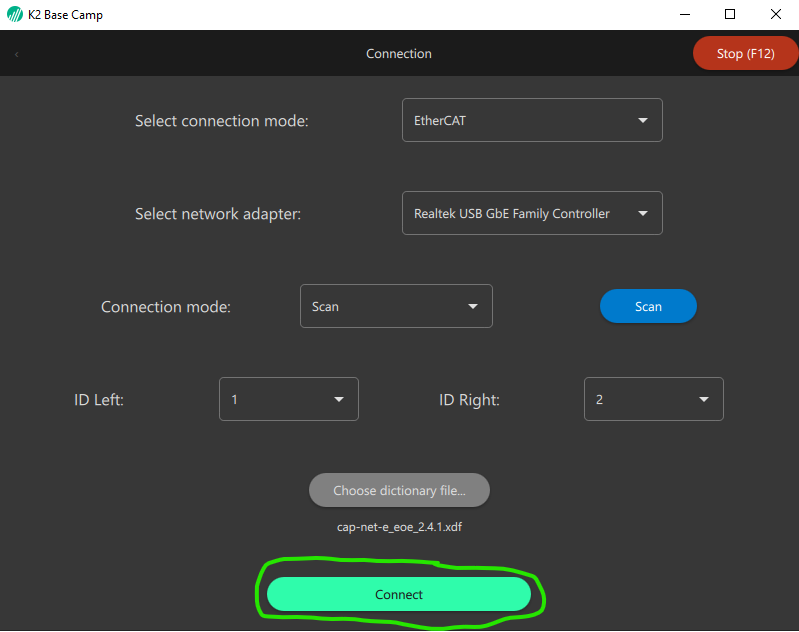 K2 Base Camp
Connection
Stop (F12)
Select connection mode:
EtherCAT
Select network adapter:
Realtek USB GbE Family Controller
Connection mode:
Scan
Scan
ID Left:
1
ID Right:
2
Choose dictionary file...
cap-net-e_eoe_2.4.1.xdf
Connect